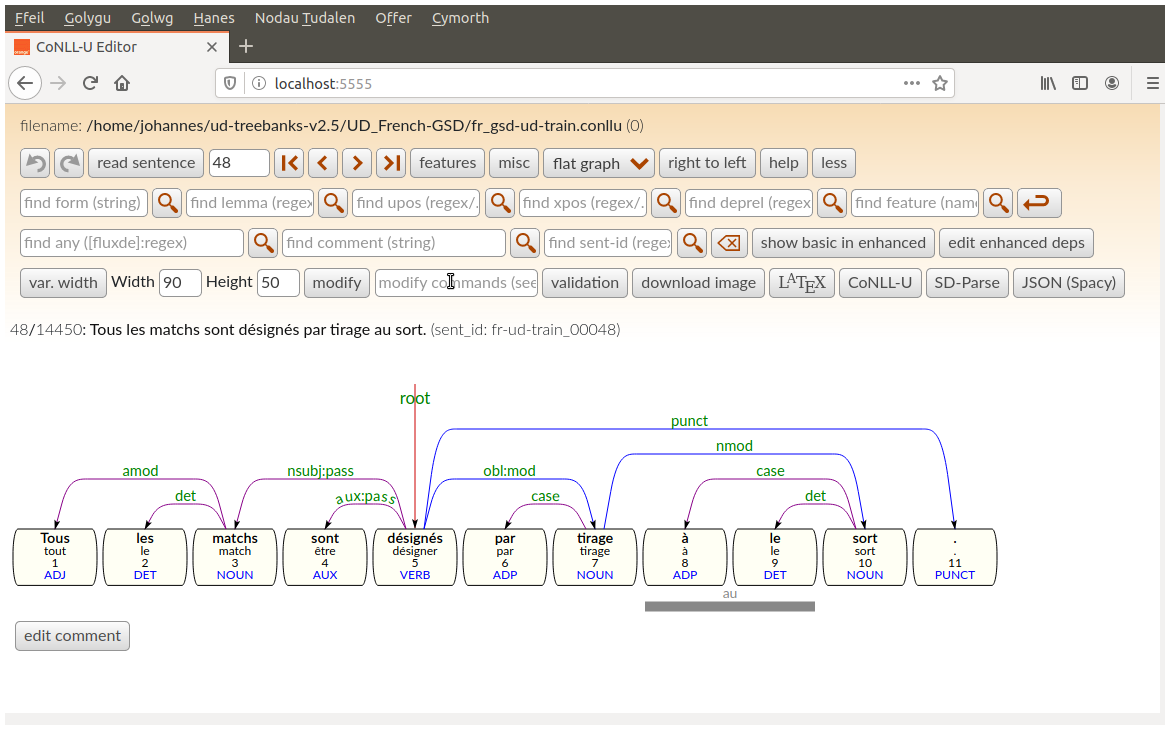 Ffeil Golygu Golwg Hanes Nodau Tudalen Offer Cymorth
CoNLL-U Editor
localhost:5555
filename: /home/johannes/ud-treebanks-v2.5/UD_French-GSD/fr_gsd-ud-train.conllu (0)
read sentence 48 features misc flat graph right to left help less
find form (string) find lemma (regex find upos (regex/. find xpos (regex/. find deprel (regex find feature (nam
find any ([fluxde]:regex) find comment (string) find sent-id (rege show basic in enhanced edit enhanced deps
var. width Width 90 Height 50 modify modify commands (see validation download image LATEX CoNLL-U SD-Parse JSON (Spacy)
48/14450: Tous les matchs sont désignés par tirage au sort. (sent_id: fr-ud-train_00048)
root
punct
nmod
amod nsubj:pass obl:mod case
det aux:pass case det
Tous les matchs sont désignés par tirage à le sort .
tout le match être désigner par tirage à le sort .
1 2 3 4 5 6 7 8 9 10 11
ADJ DET NOUN AUX VERB ADP NOUN ADP DET NOUN PUNCT
au
edit comment